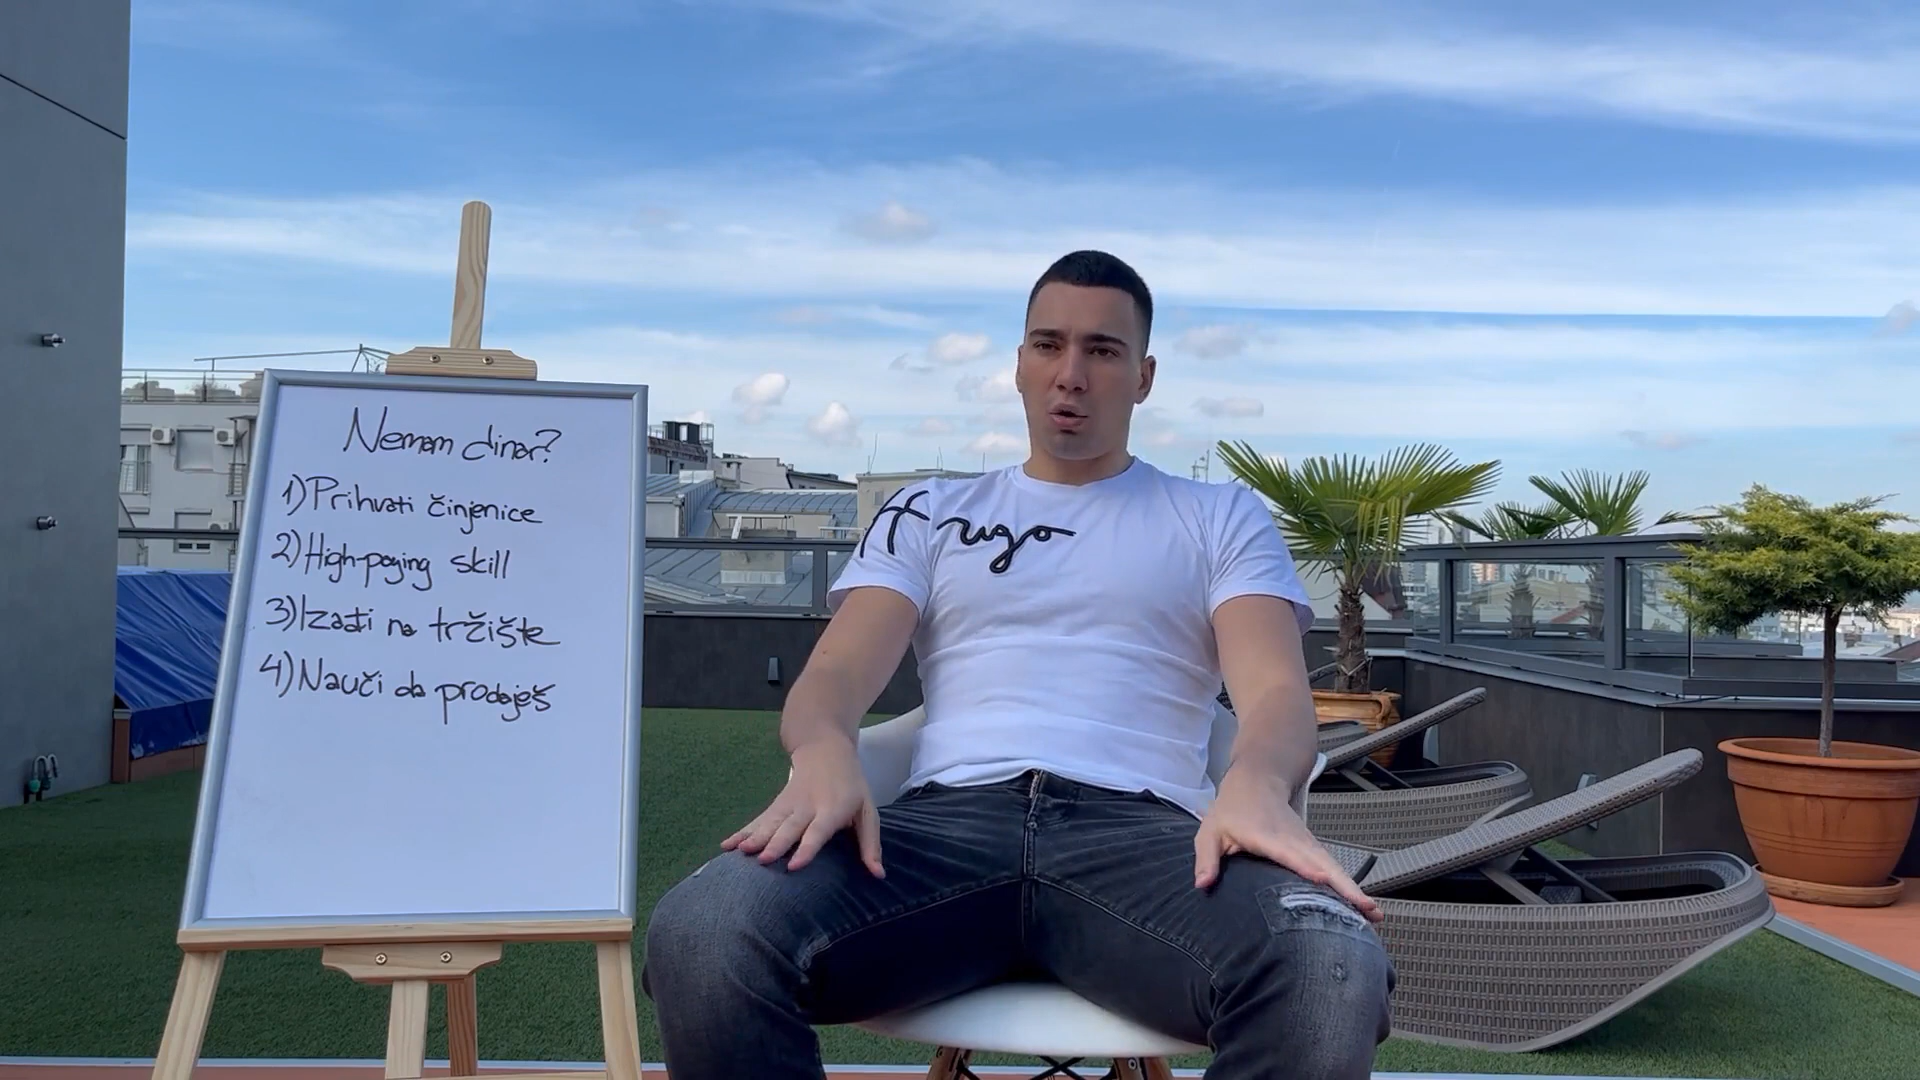 Nemam dinar?
1) Prihvati činjenice
2) High-paying skill
3) Izađi na tržište
4) Nauči da prodaješ
Hugo